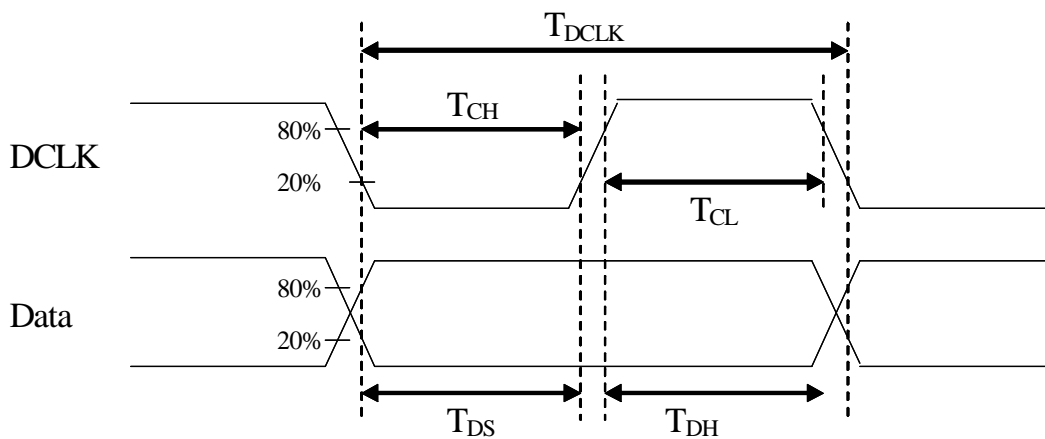 TDCLK
TCH
80%
DCLK
20%
TCL
80%
Data
20%
TDS
TDH